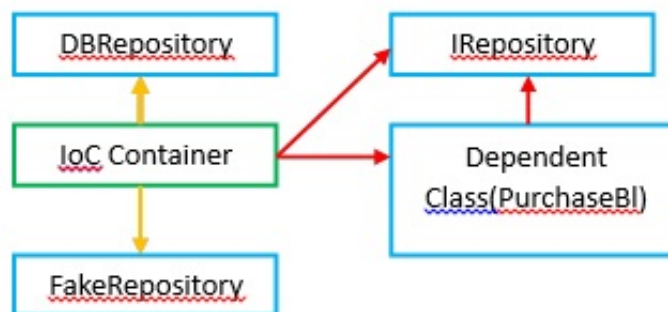 DBRepository
IRepository
IoC Container
Dependent
Class(PurchaseBl)
FakeRepository